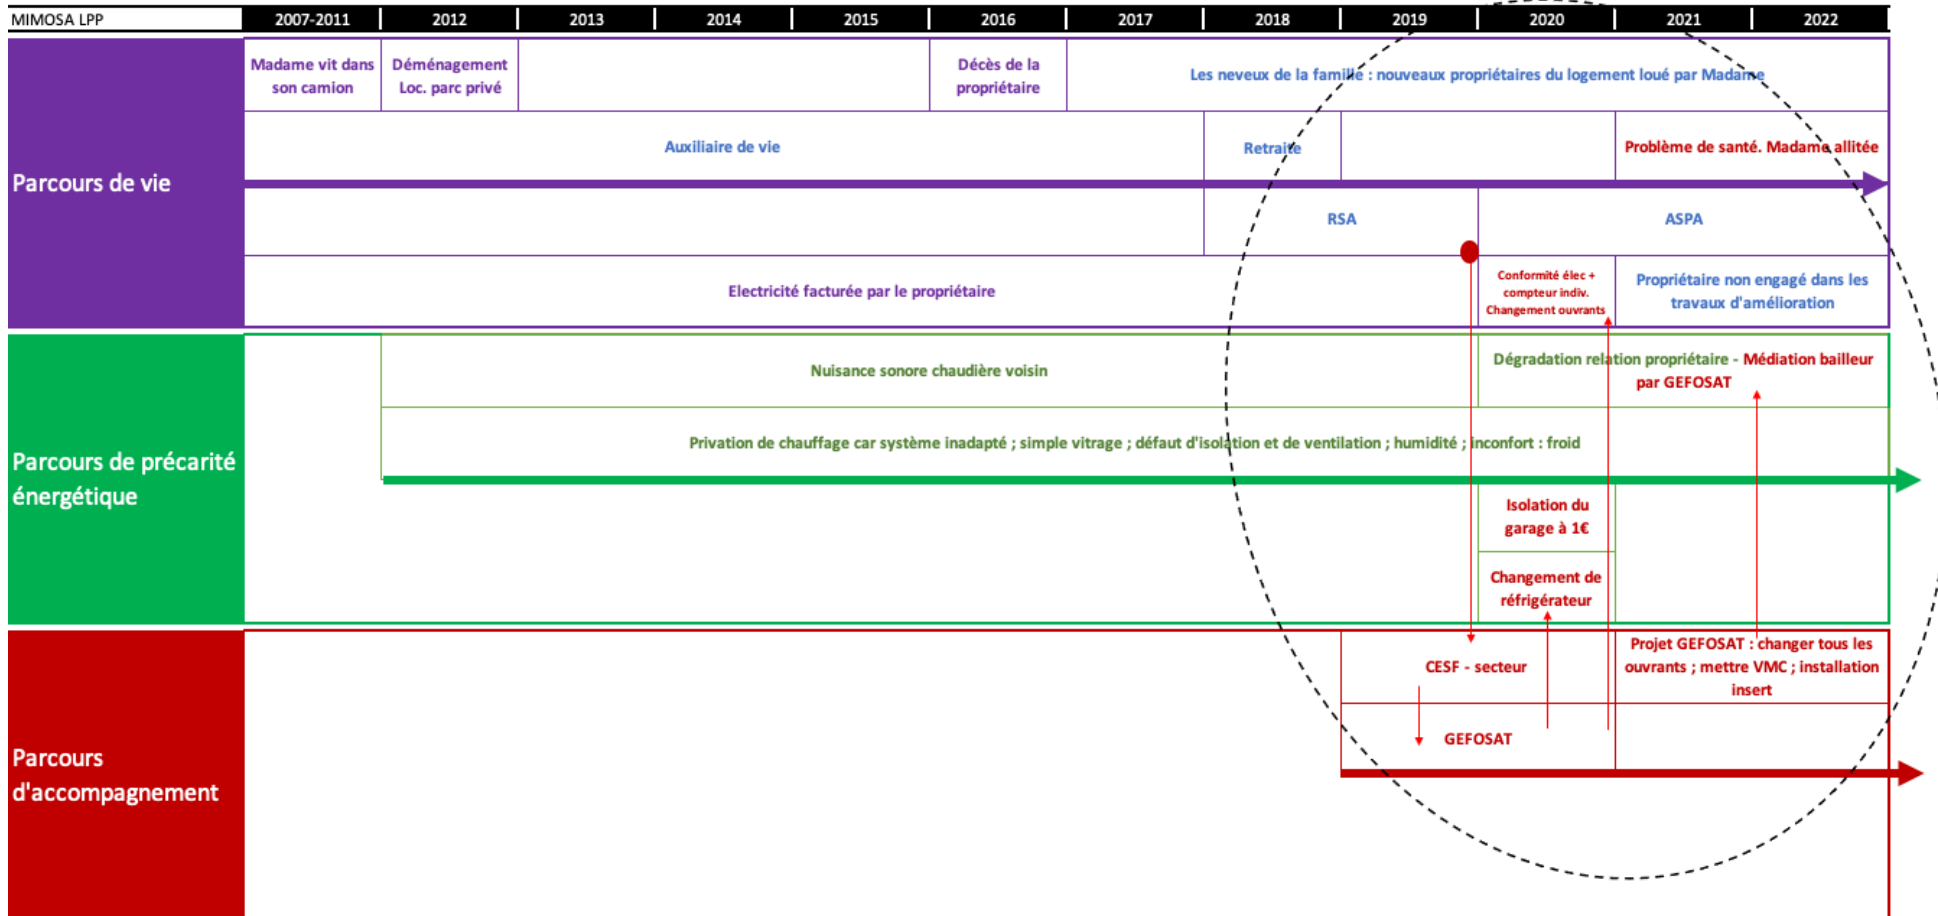 MIMOSA LPP
2007-2011
2012
2013
2014
2015
2016
2017
2018
2019
2020
2021
2022
Parcours de vie
Madame vit dans
son camion
Déménagement
Loc. parc privé
Décès de la
propriétaire
Les neveux de la famille : nouveaux propriétaires du logement loué par Madame
Auxiliaire de vie
Retraite
Problème de santé. Madame allitée
RSA
ASPA
Electricité facturée par le propriétaire
Conformité élec +
compteur indiv.
Changement ouvrants
Propriétaire non engagé dans les
travaux d'amélioration
Parcours de précarité
énergétique
Nuisance sonore chaudière voisin
Dégradation relation propriétaire - Médiation bailleur
par GEFOSAT
Privation de chauffage car système inadapté ; simple vitrage ; défaut d'isolation et de ventilation ; humidité ; inconfort : froid
Isolation du
garage à 1€
Changement de
réfrigérateur
Parcours
d'accompagnement
CESF - secteur
Projet GEFOSAT : changer tous les
ouvrants ; mettre VMC ; installation
insert
GEFOSAT